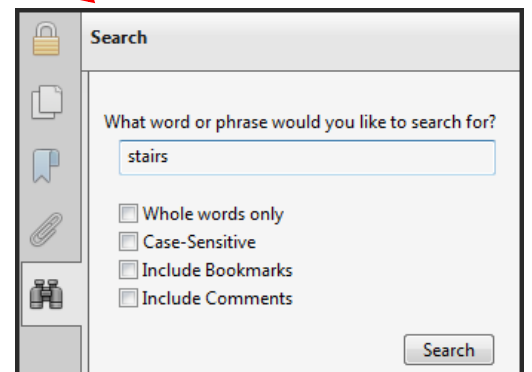 Search
What word or phrase would you like to search for?
stairs
Whole words only
Case-Sensitive
Include Bookmarks
Include Comments
Search